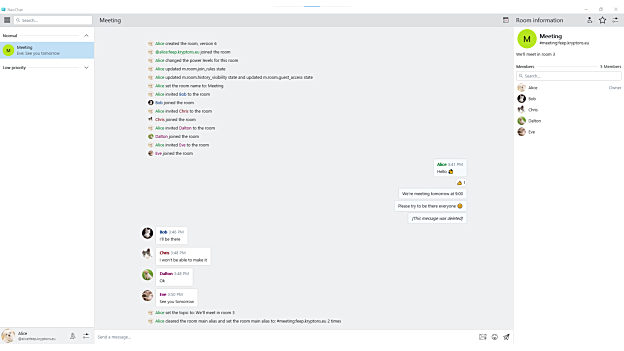 NeoChat
Search...
Normal
Meeting
Eve: See you tomorrow
Low priority
Alice
@alice:feep.kryptons.eu
Meeting
Alice created the room, version 6
@alice:feep.kryptons.eu joined the room
Alice changed the power levels for this room
Alice updated m.room.join_rules state
Alice updated m.room.history_visibility state and updated m.room.guest_access state
Alice set the room name to: Meeting
Alice invited Bob to the room
Bob joined the room
Alice invited Chris to the room
Chris joined the room
Alice invited Dalton to the room
Dalton joined the room
Alice invited Eve to the room
Eve joined the room
Alice 3:41 PM
Hello 👋
👍 1
We're meeting tomorrow at 9:00
Please try to be there everyone 🙂
[This message was deleted]
Bob 3:48 PM
I'll be there
Chris 3:48 PM
I won't be able to make it
Dalton 3:48 PM
Ok
Eve 3:50 PM
See you tomorrow
Alice set the topic to: We'll meet in room 3
Alice cleared the room main alias and set the room main alias to: #meeting:feep.kryptons.eu 2 times
Send a message...
Room information
M
Meeting
#meeting:feep.kryptons.eu
We'll meet in room 3
Members
5 Members
Search...
Alice
Owner
Bob
Chris
Dalton
Eve